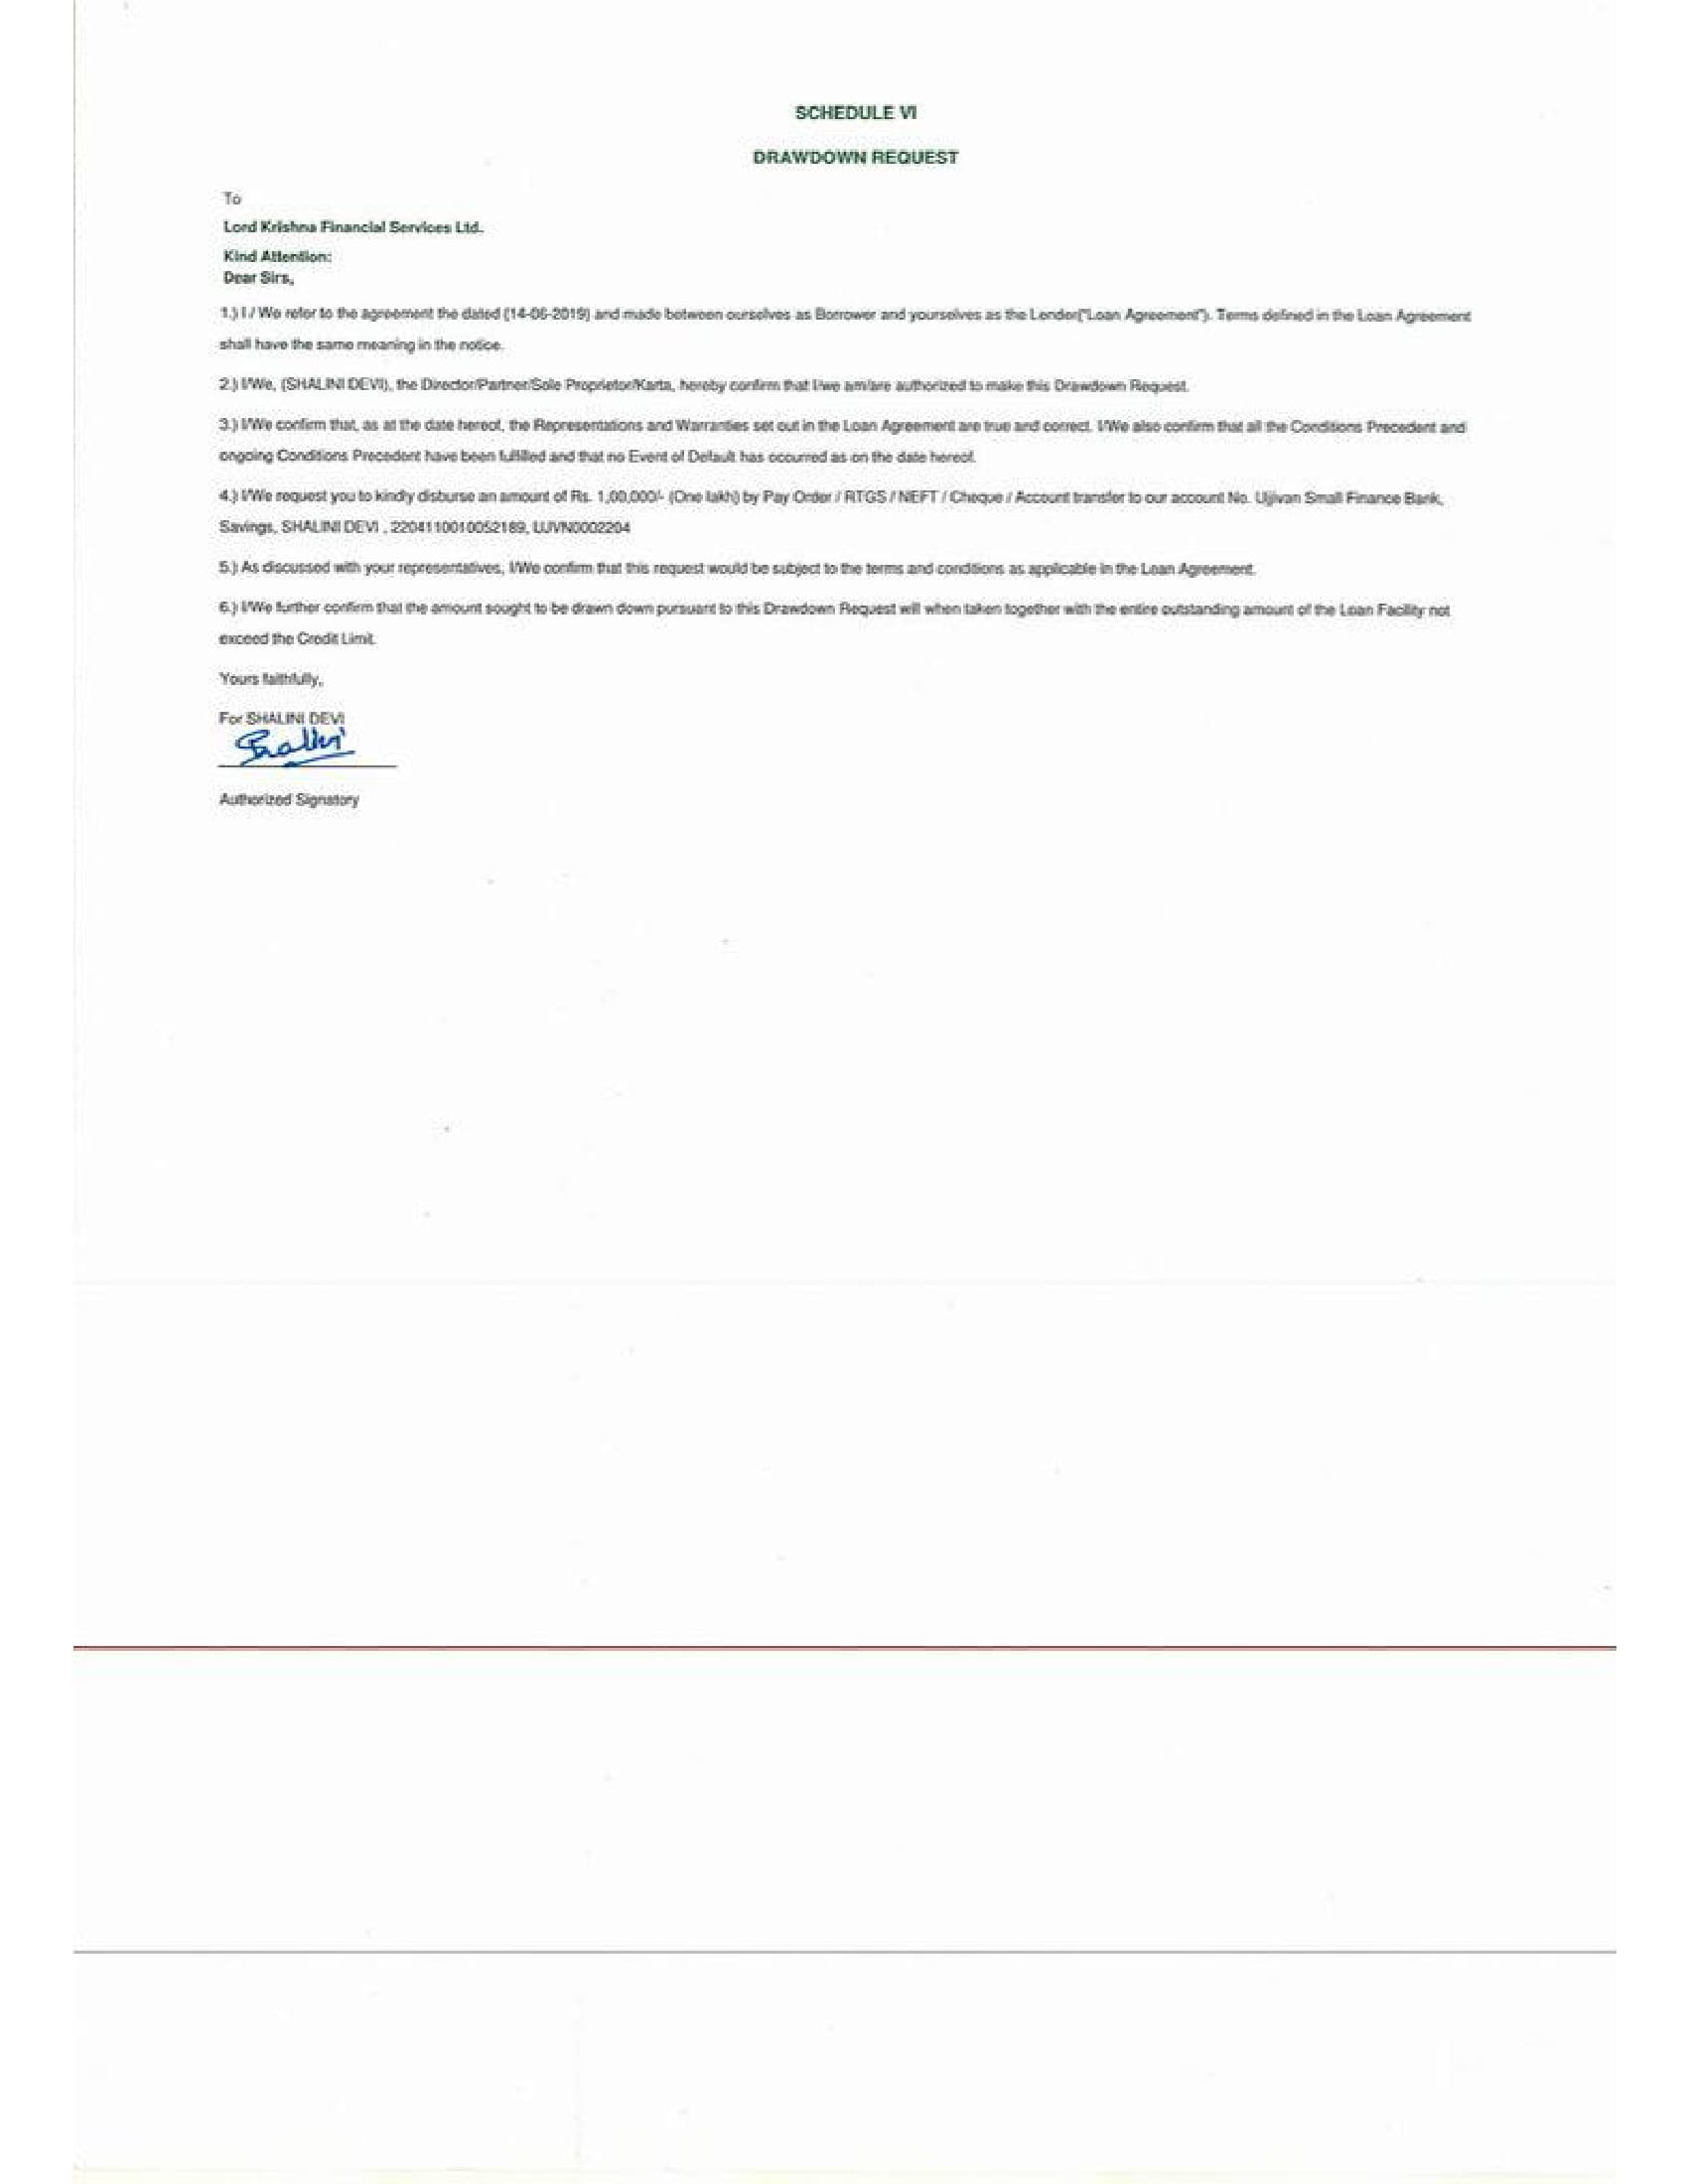 SCHEDULE VI
DRAWDOWN REQUEST
To
Lord Krishna Financial Services Ltd.
Kind Attention:
Dear Sirs,
1.) I / We refer to the agreement the dated [14-06-2019] and made between ourselves as Borrower and yourselves as the Lender("Loan Agreement"). Terms defined in the Loan Agreement
shall have the same meaning in the notice.
2.) I/We, (SHALINI DEVI), the Director/Partner/Sole Proprietor/Karta, hereby confirm that I/we am/are authorized to make this Drawdown Request.
3.) I/We confirm that, as at the date hereof, the Representations and Warranties set out in the Loan Agreement are true and correct. I/We also confirm that all the Conditions Precedent and
ongoing Conditions Precedent have been fulfilled and that no Event of Default has occurred as on the date hereof.
4.) I/We request you to kindly disburse an amount of Rs. 1,00,000/- (One lakh) by Pay Order / RTGS / NEFT / Cheque / Account transfer to our account No. Ujjivan Small Finance Bank,
Savings, SHALINI DEVI , 2204110010052189, UJVN0002204
5.) As discussed with your representatives, I/We confirm that this request would be subject to the terms and conditions as applicable in the Loan Agreement.
6.) I/We further confirm that the amount sought to be drawn down pursuant to this Drawdown Request will when taken together with the entire outstanding amount of the Loan Facility not
exceed the Credit Limit.
Yours faithfully,
For SHALINI DEVI
Shalini
Authorized Signatory